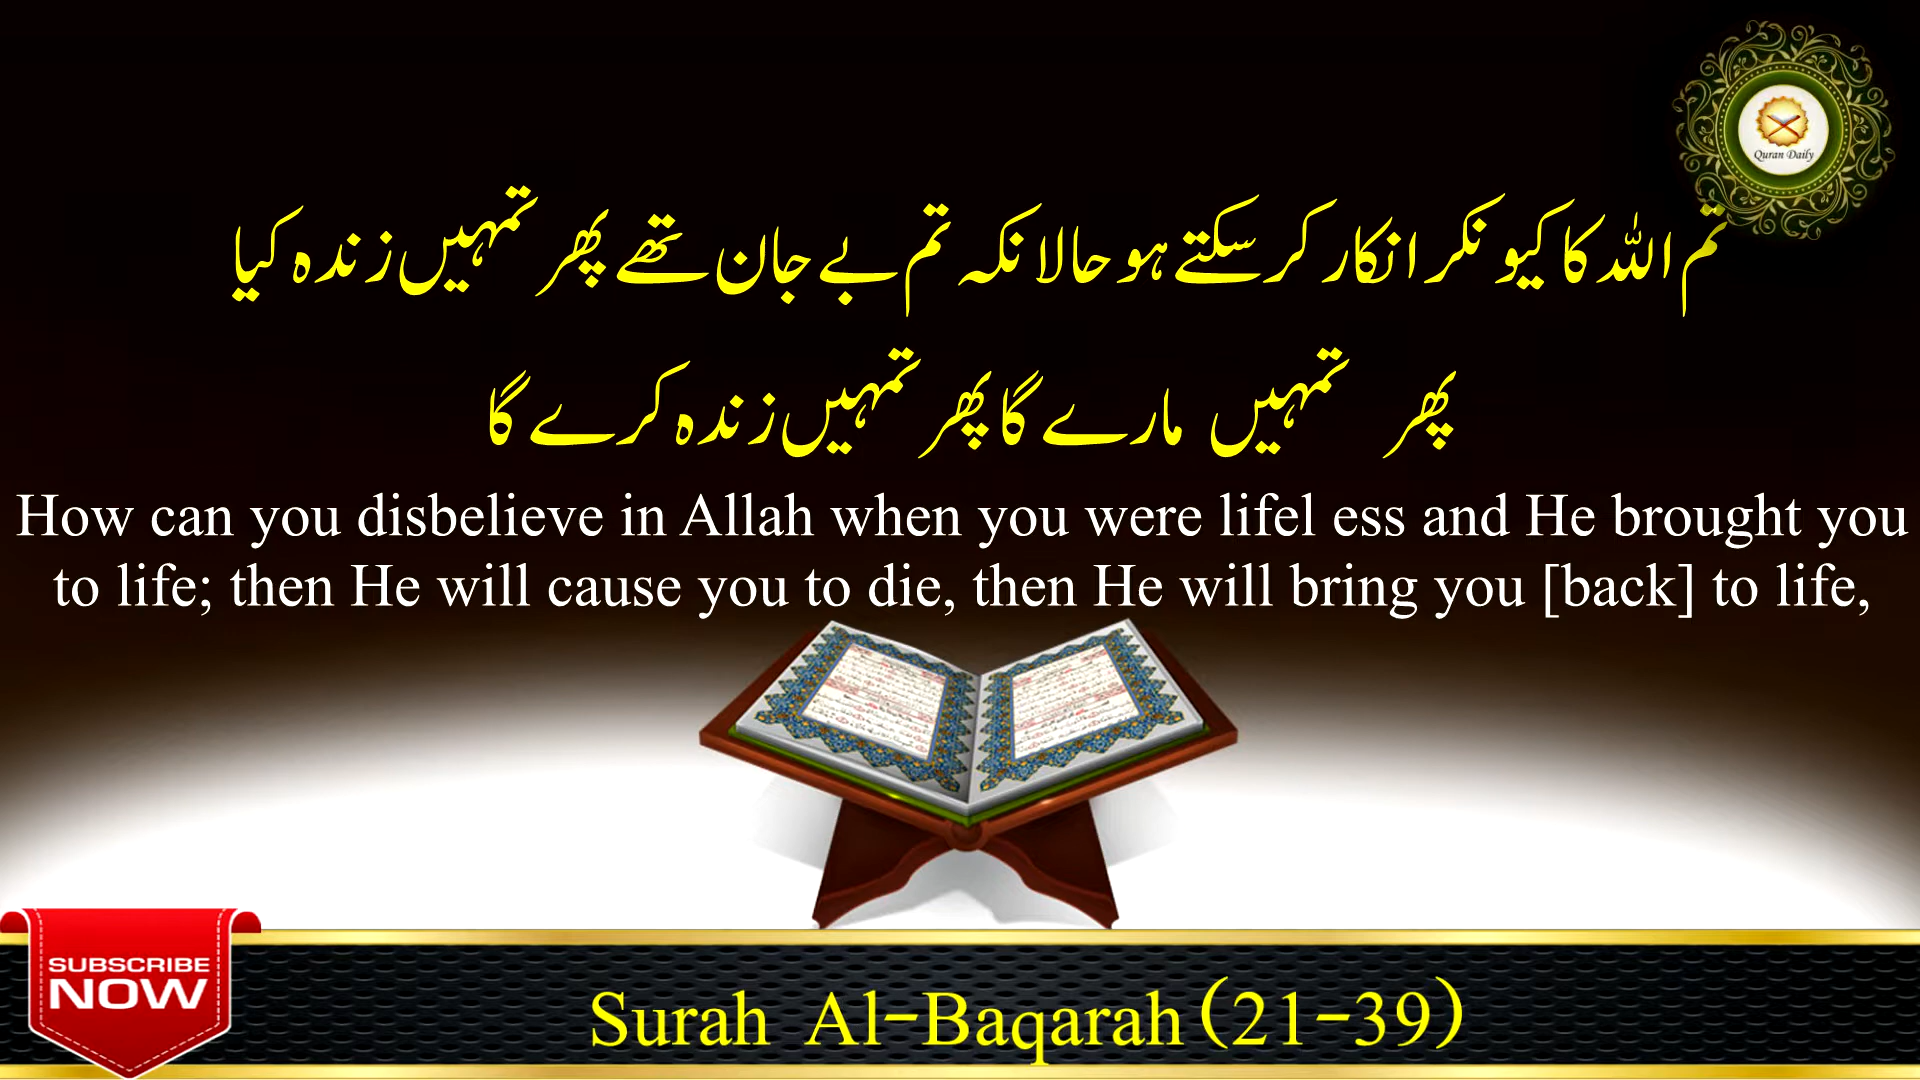 Quran Daily
تم اللہ کا کیونکر انکار کرسکتے ہو حالانکہ تم بے جان تھے پھر تمہیں زندہ کیا
پھر تمہیں مارے گا پھر تمہیں زندہ کرے گا
How can you disbelieve in Allah when you were lifel ess and He brought you
to life; then He will cause you to die, then He will bring you [back] to life,
SUBSCRIBE
NOW
Surah Al-Baqarah (21-39)